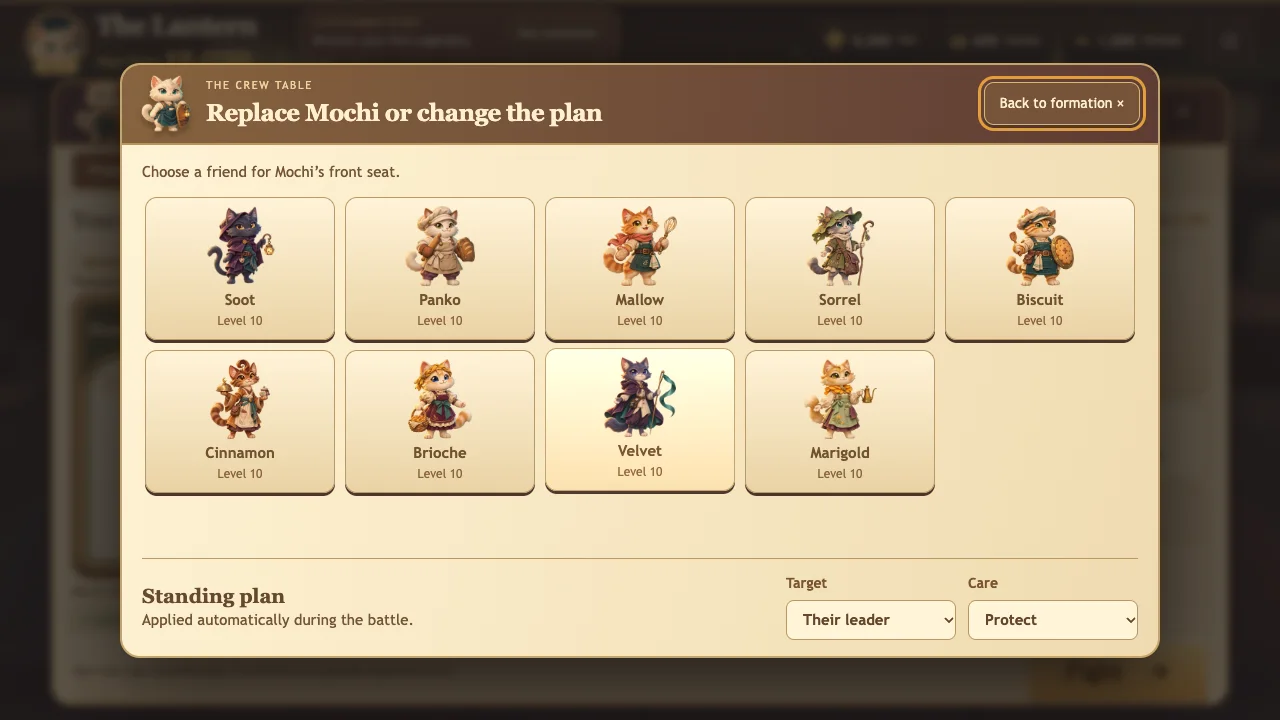 The Lantern
THE CREW TABLE
Replace Mochi or change the plan
Back to formation ×
Choose a friend for Mochi’s front seat.
Soot
Level 10
Panko
Level 10
Mallow
Level 10
Sorrel
Level 10
Biscuit
Level 10
Cinnamon
Level 10
Brioche
Level 10
Velvet
Level 10
Marigold
Level 10
Standing plan
Applied automatically during the battle.
Target
Their leader
Care
Protect